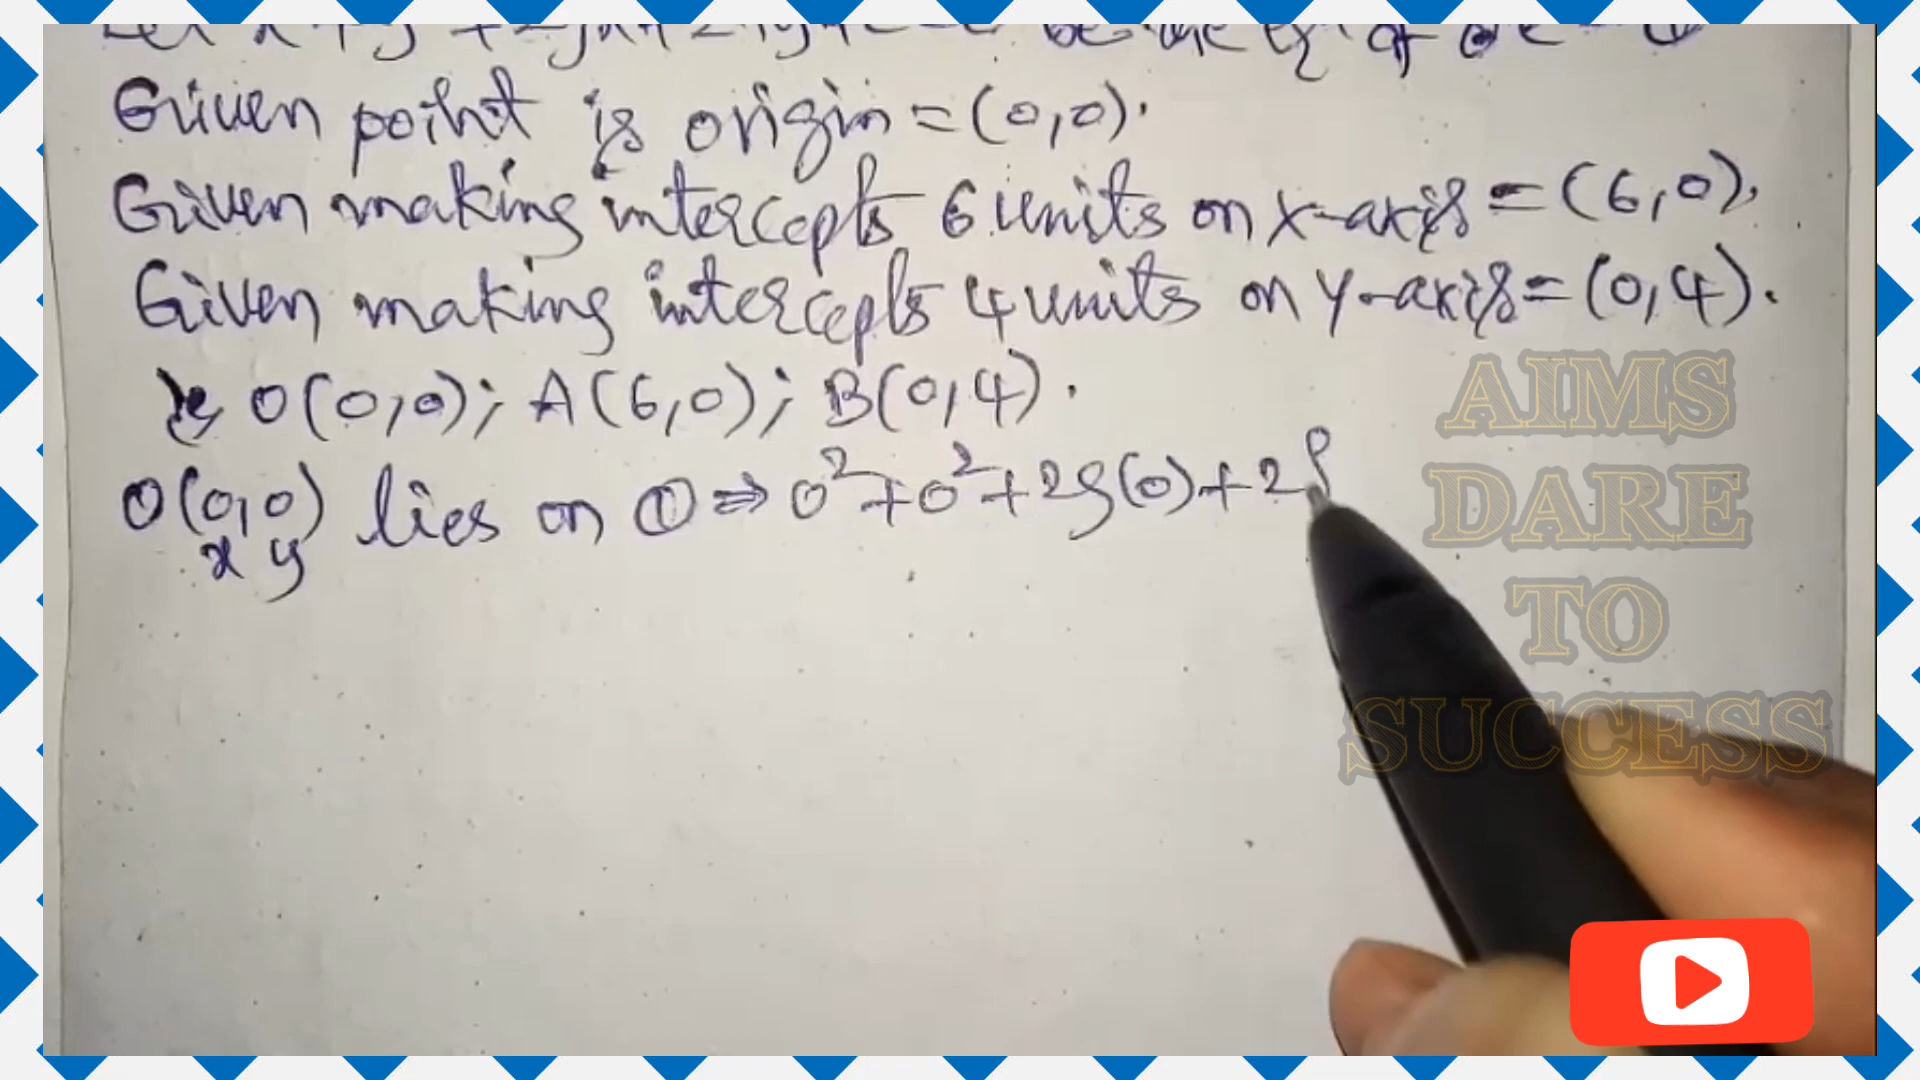 Given point is origin = (0,0).
Given making intercepts 6 units on x-axis = (6,0).
Given making intercepts 4 units on y-axis = (0,4).
O(0,0); A(6,0); B(0,4).
O(0,0) lies on ① ⇒ 0²+0²+2g(0)+2f
x y
AIMS
DARE
TO
SUCCESS